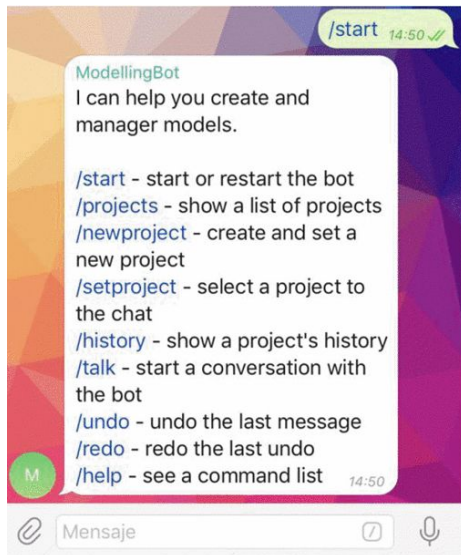 /start 14:50
ModellingBot
I can help you create and
manager models.
/start - start or restart the bot
/projects - show a list of projects
/newproject - create and set a
new project
/setproject - select a project to
the chat
/history - show a project's history
/talk - start a conversation with
the bot
/undo - undo the last message
/redo - redo the last undo
/help - see a command list 14:50
M
Mensaje /